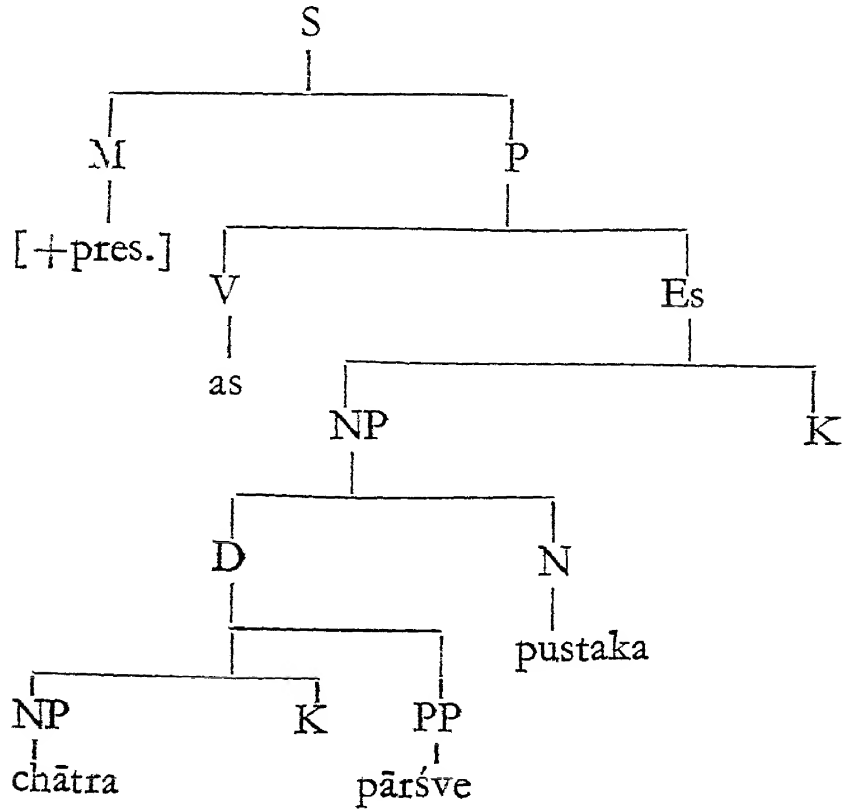 S
M P
[+pres.]
V Es
as
NP K
D N
pustaka
NP K PP
chātra pārśve